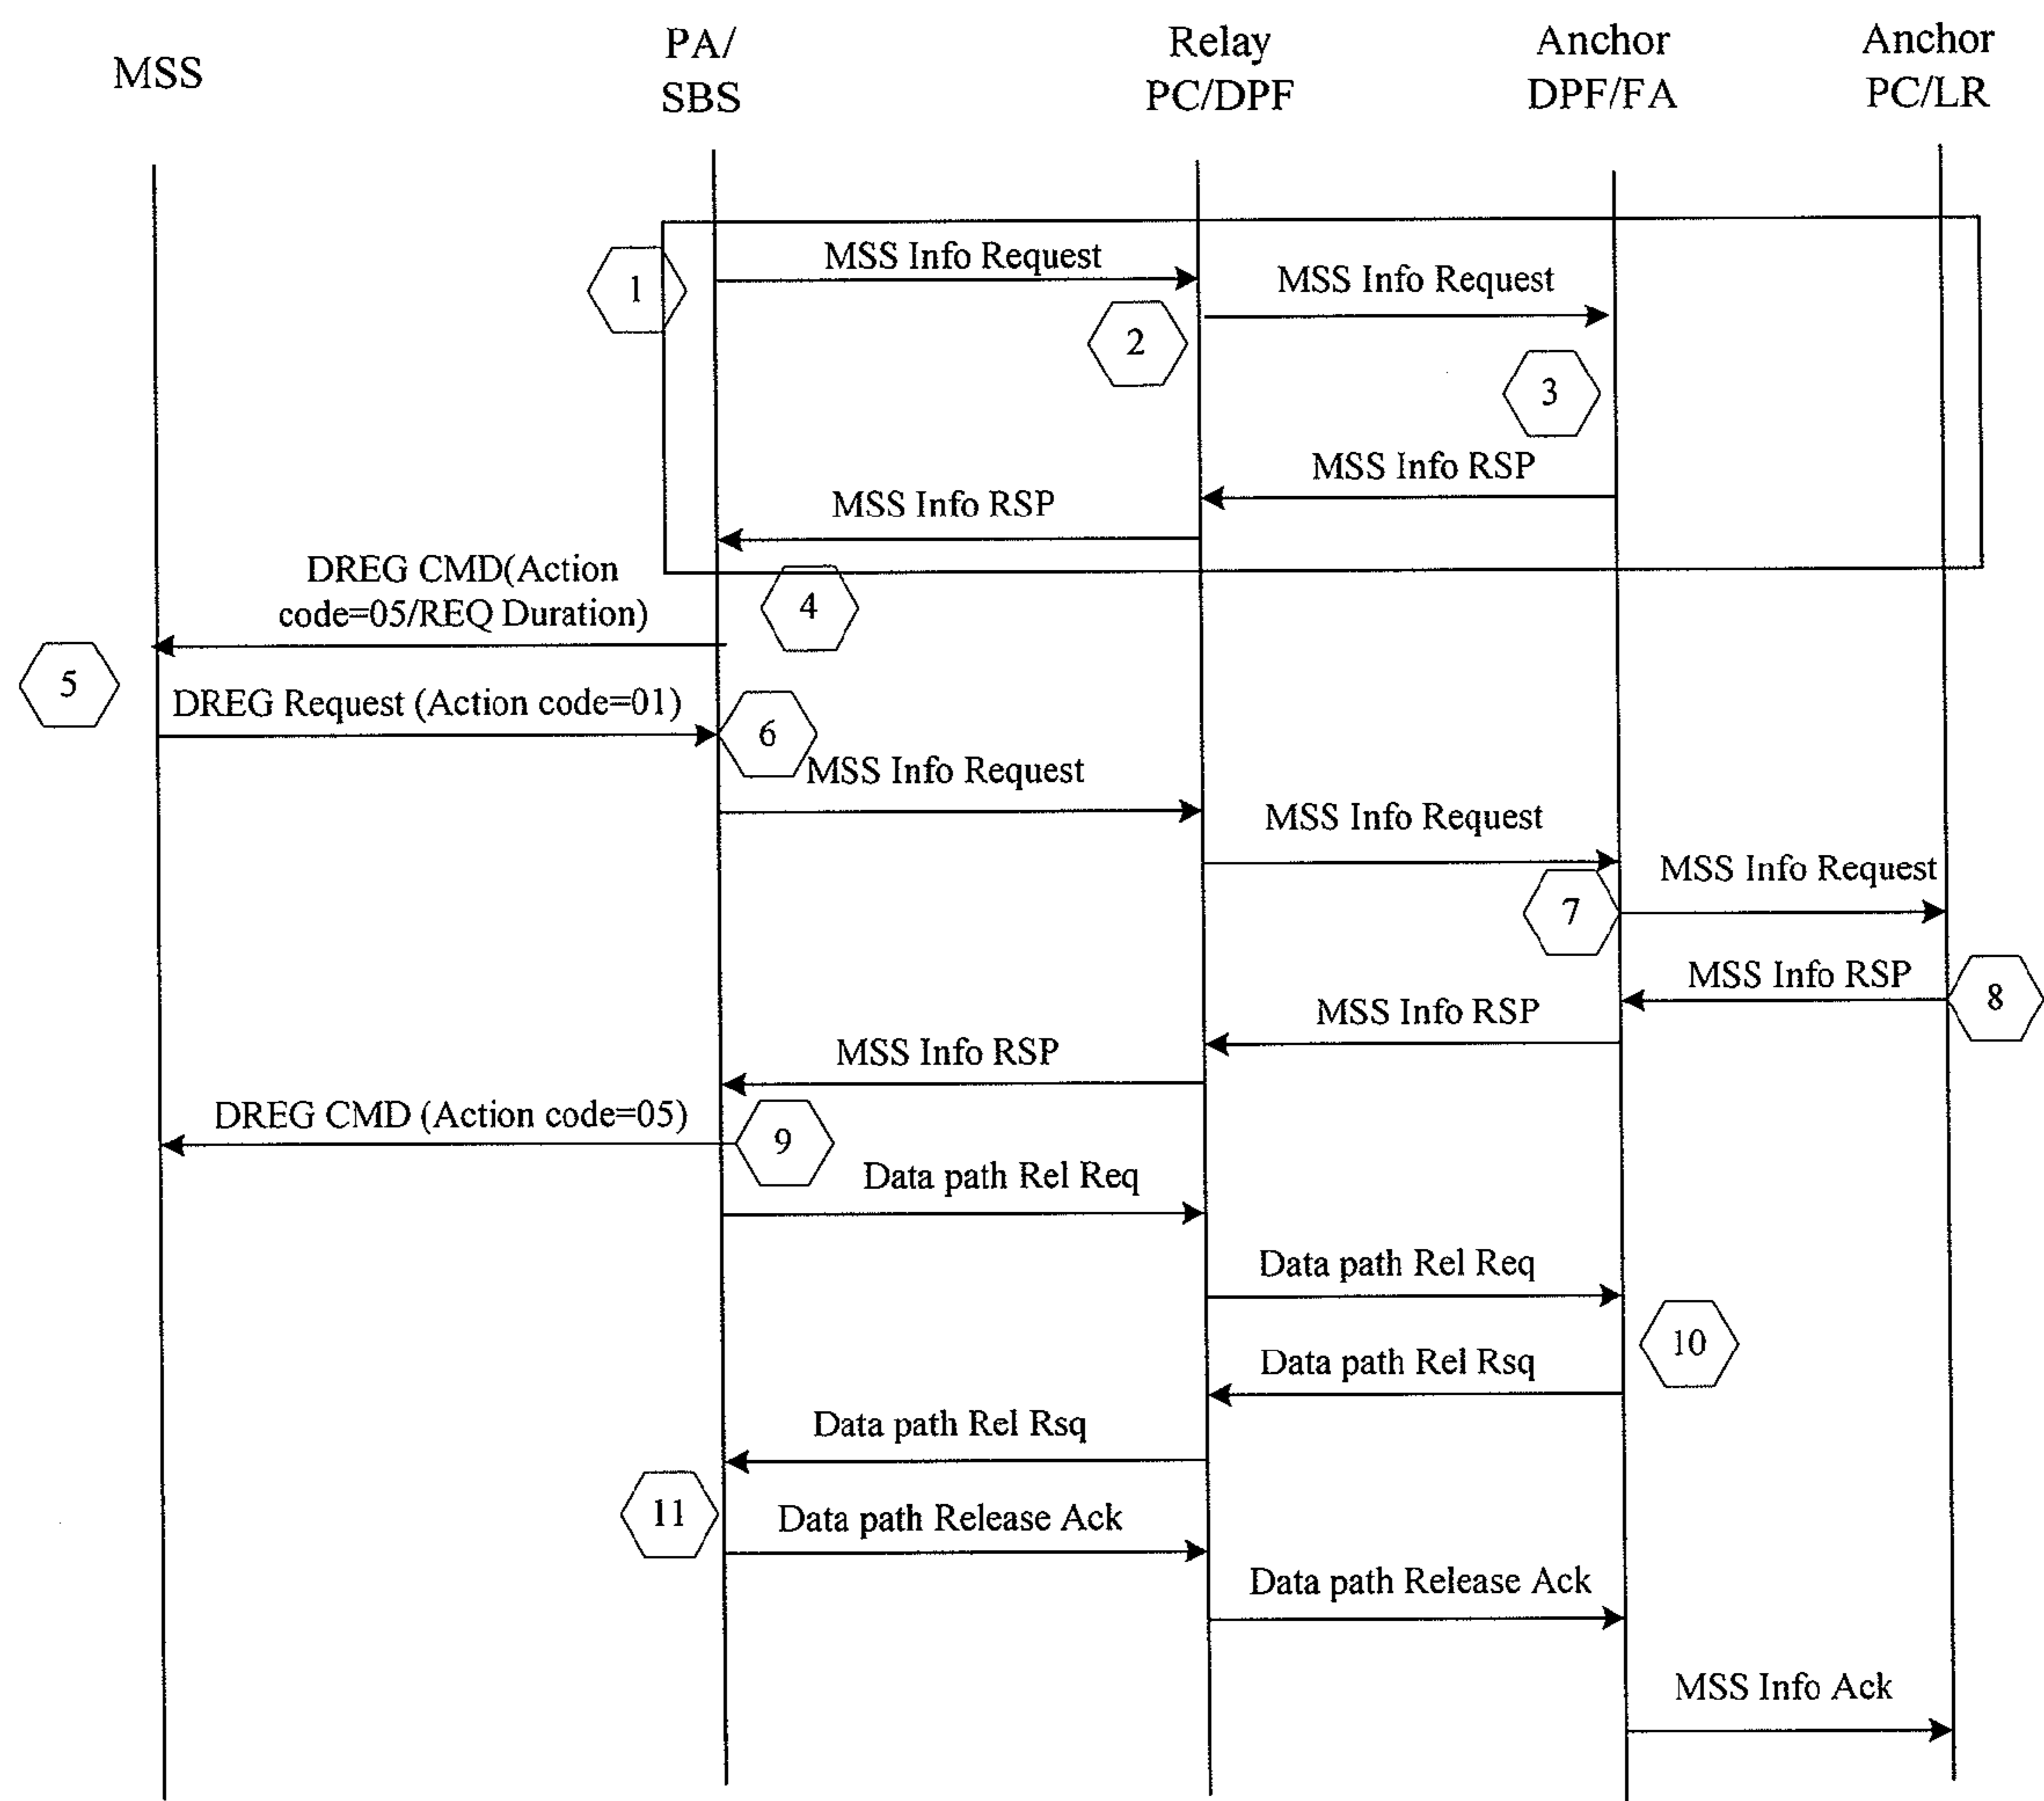 MSS
PA/
SBS
Relay
PC/DPF
Anchor
DPF/FA
Anchor
PC/LR
1
MSS Info Request
MSS Info Request
2
3
MSS Info RSP
MSS Info RSP
DREG CMD(Action
code=05/REQ Duration)
4
5
DREG Request (Action code=01)
6
MSS Info Request
MSS Info Request
MSS Info Request
7
MSS Info RSP
8
MSS Info RSP
MSS Info RSP
DREG CMD (Action code=05)
9
Data path Rel Req
Data path Rel Req
10
Data path Rel Rsq
Data path Rel Rsq
11
Data path Release Ack
Data path Release Ack
MSS Info Ack